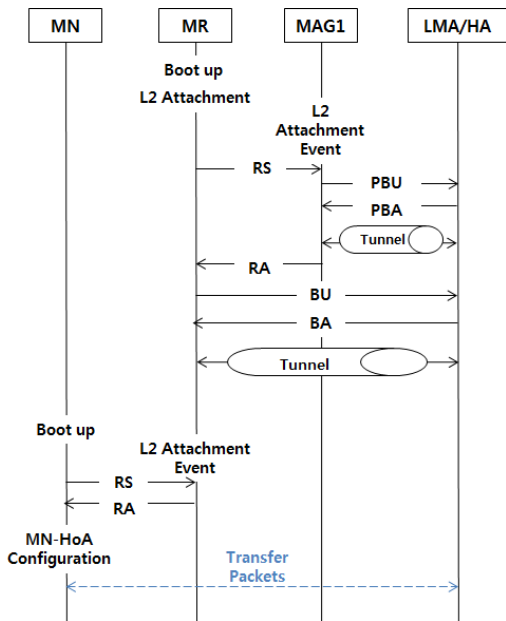 MN
MR
MAG1
LMA/HA
Boot up
L2 Attachment
L2
Attachment
Event
RS
PBU
PBA
Tunnel
RA
BU
BA
Tunnel
Boot up
L2 Attachment
Event
RS
RA
MN-HoA
Configuration
Transfer
Packets